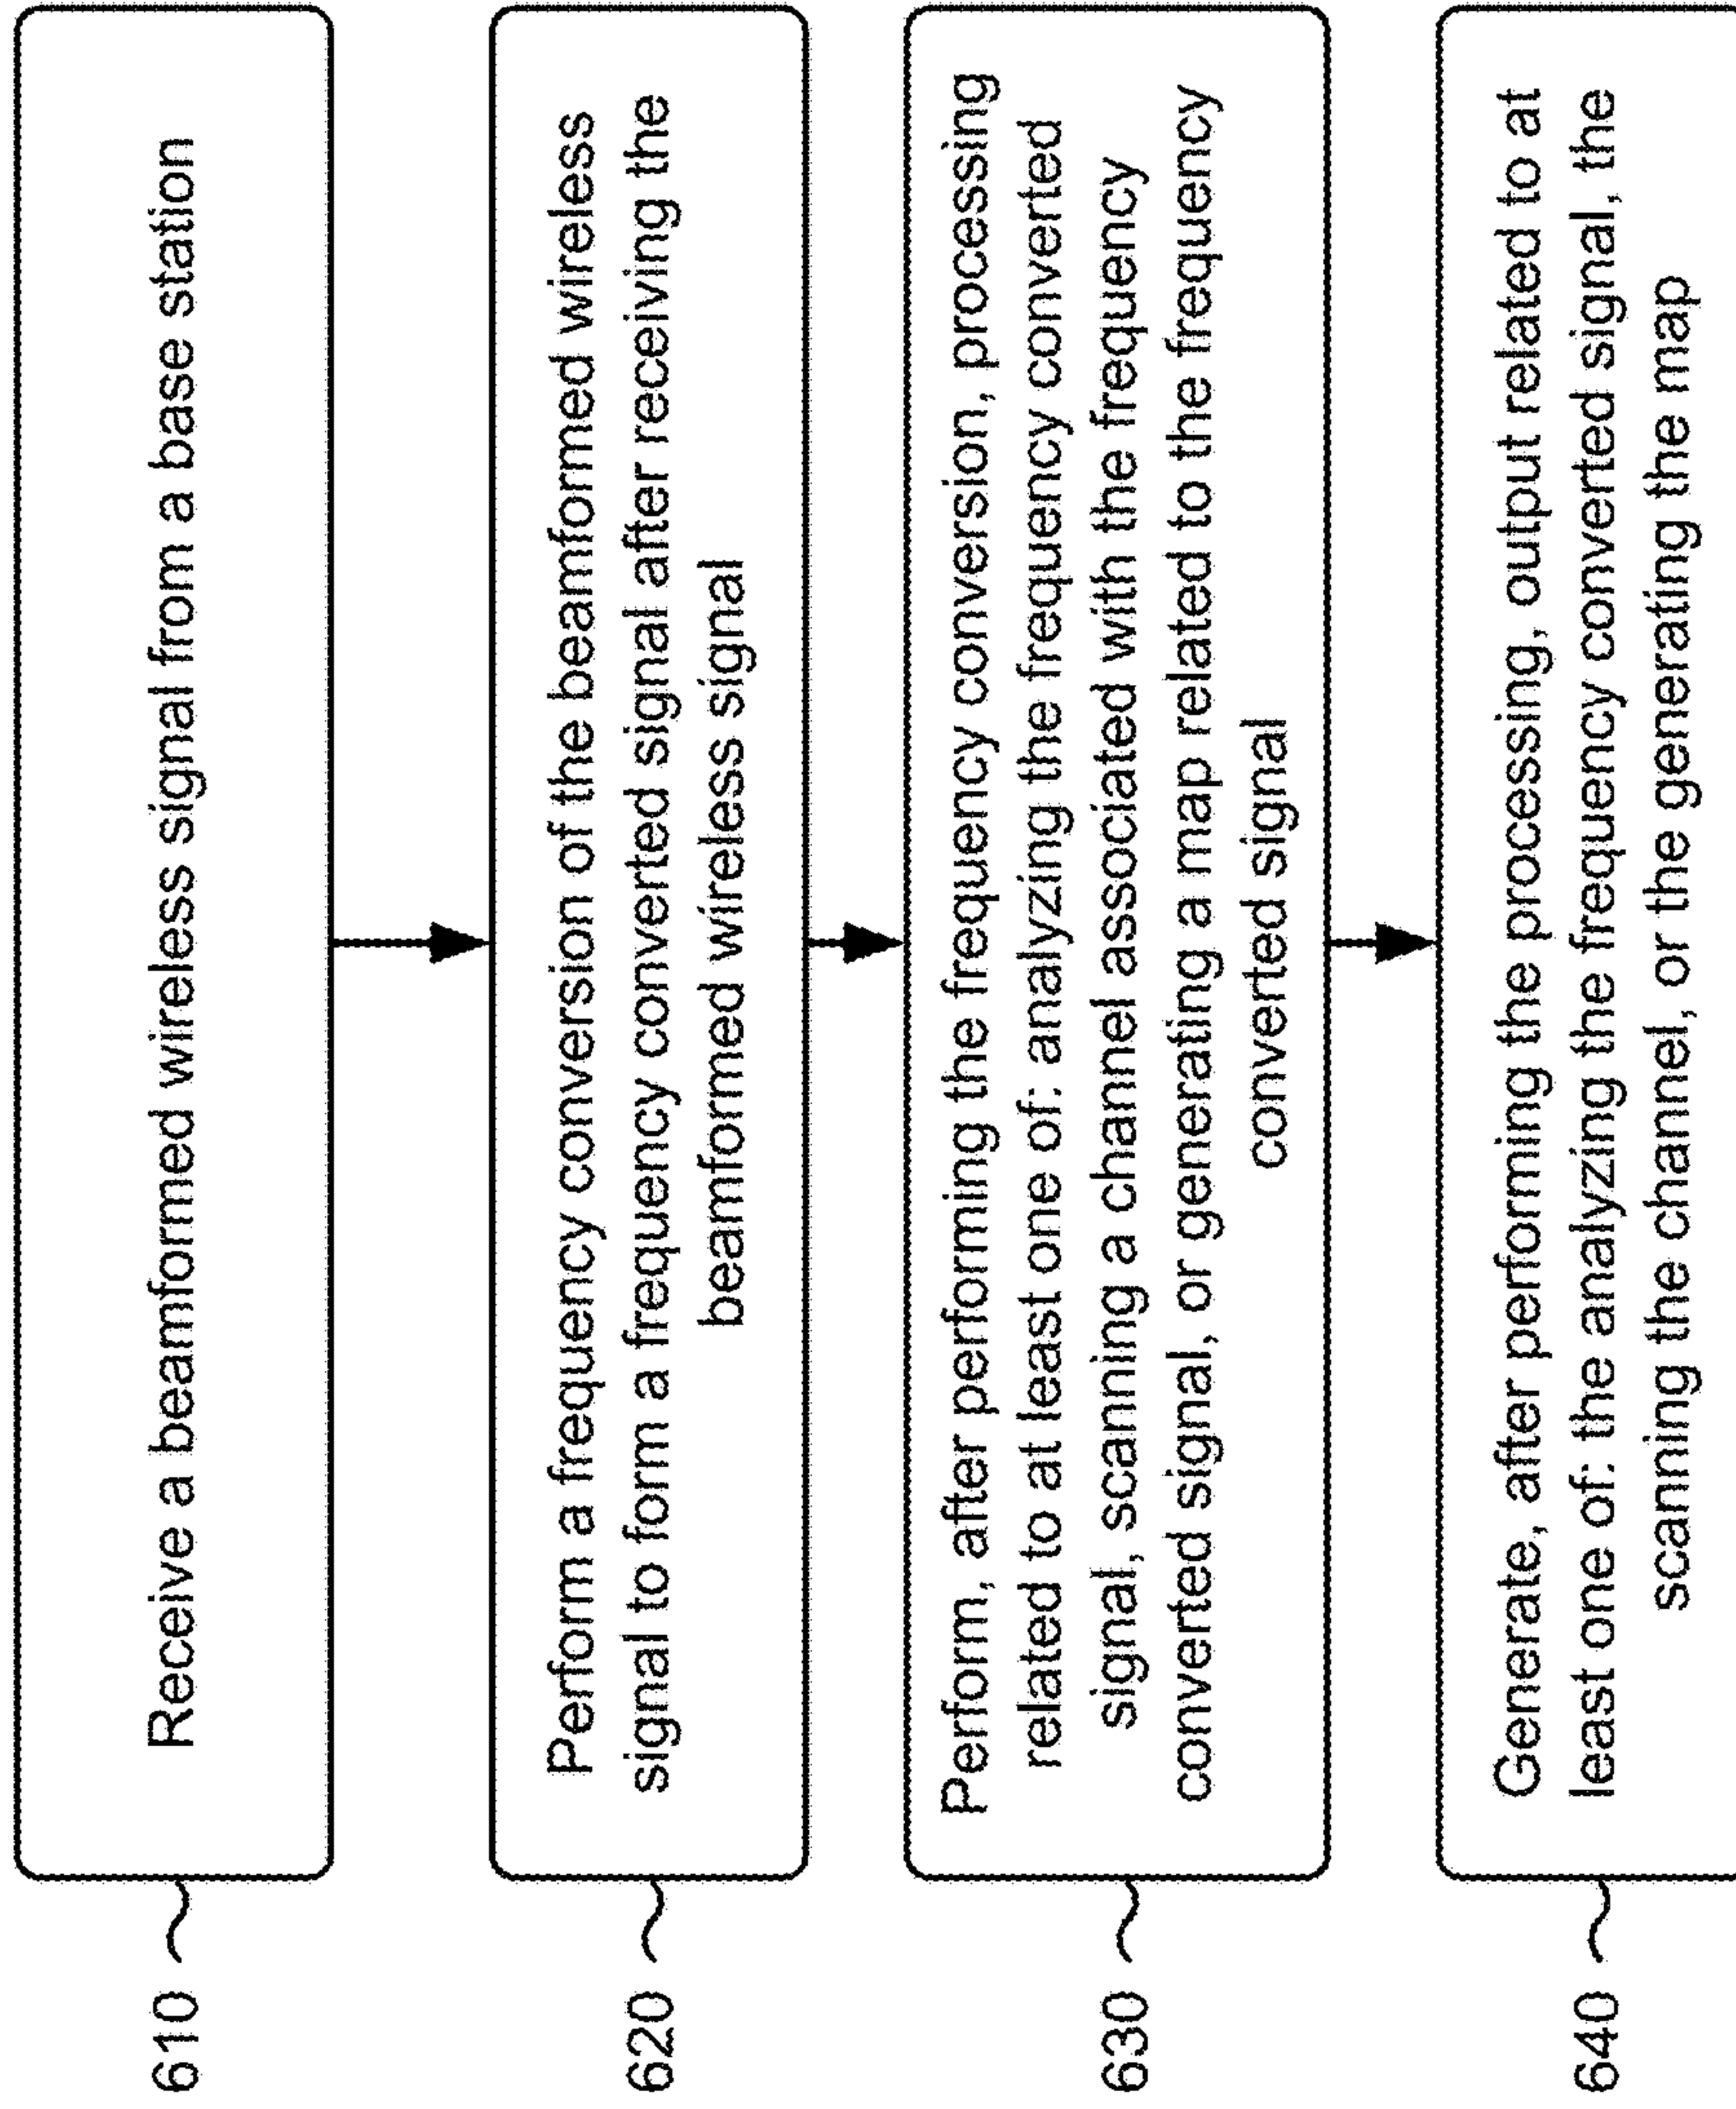 610
Receive a beamformed wireless signal from a base station
620
Perform a frequency conversion of the beamformed wireless
signal to form a frequency converted signal after receiving the
beamformed wireless signal
630
Perform, after performing the frequency conversion, processing
related to at least one of: analyzing the frequency converted
signal, scanning a channel associated with the frequency
converted signal, or generating a map related to the frequency
converted signal
640
Generate, after performing the processing, output related to at
least one of: the analyzing the frequency converted signal, the
scanning the channel, or the generating the map